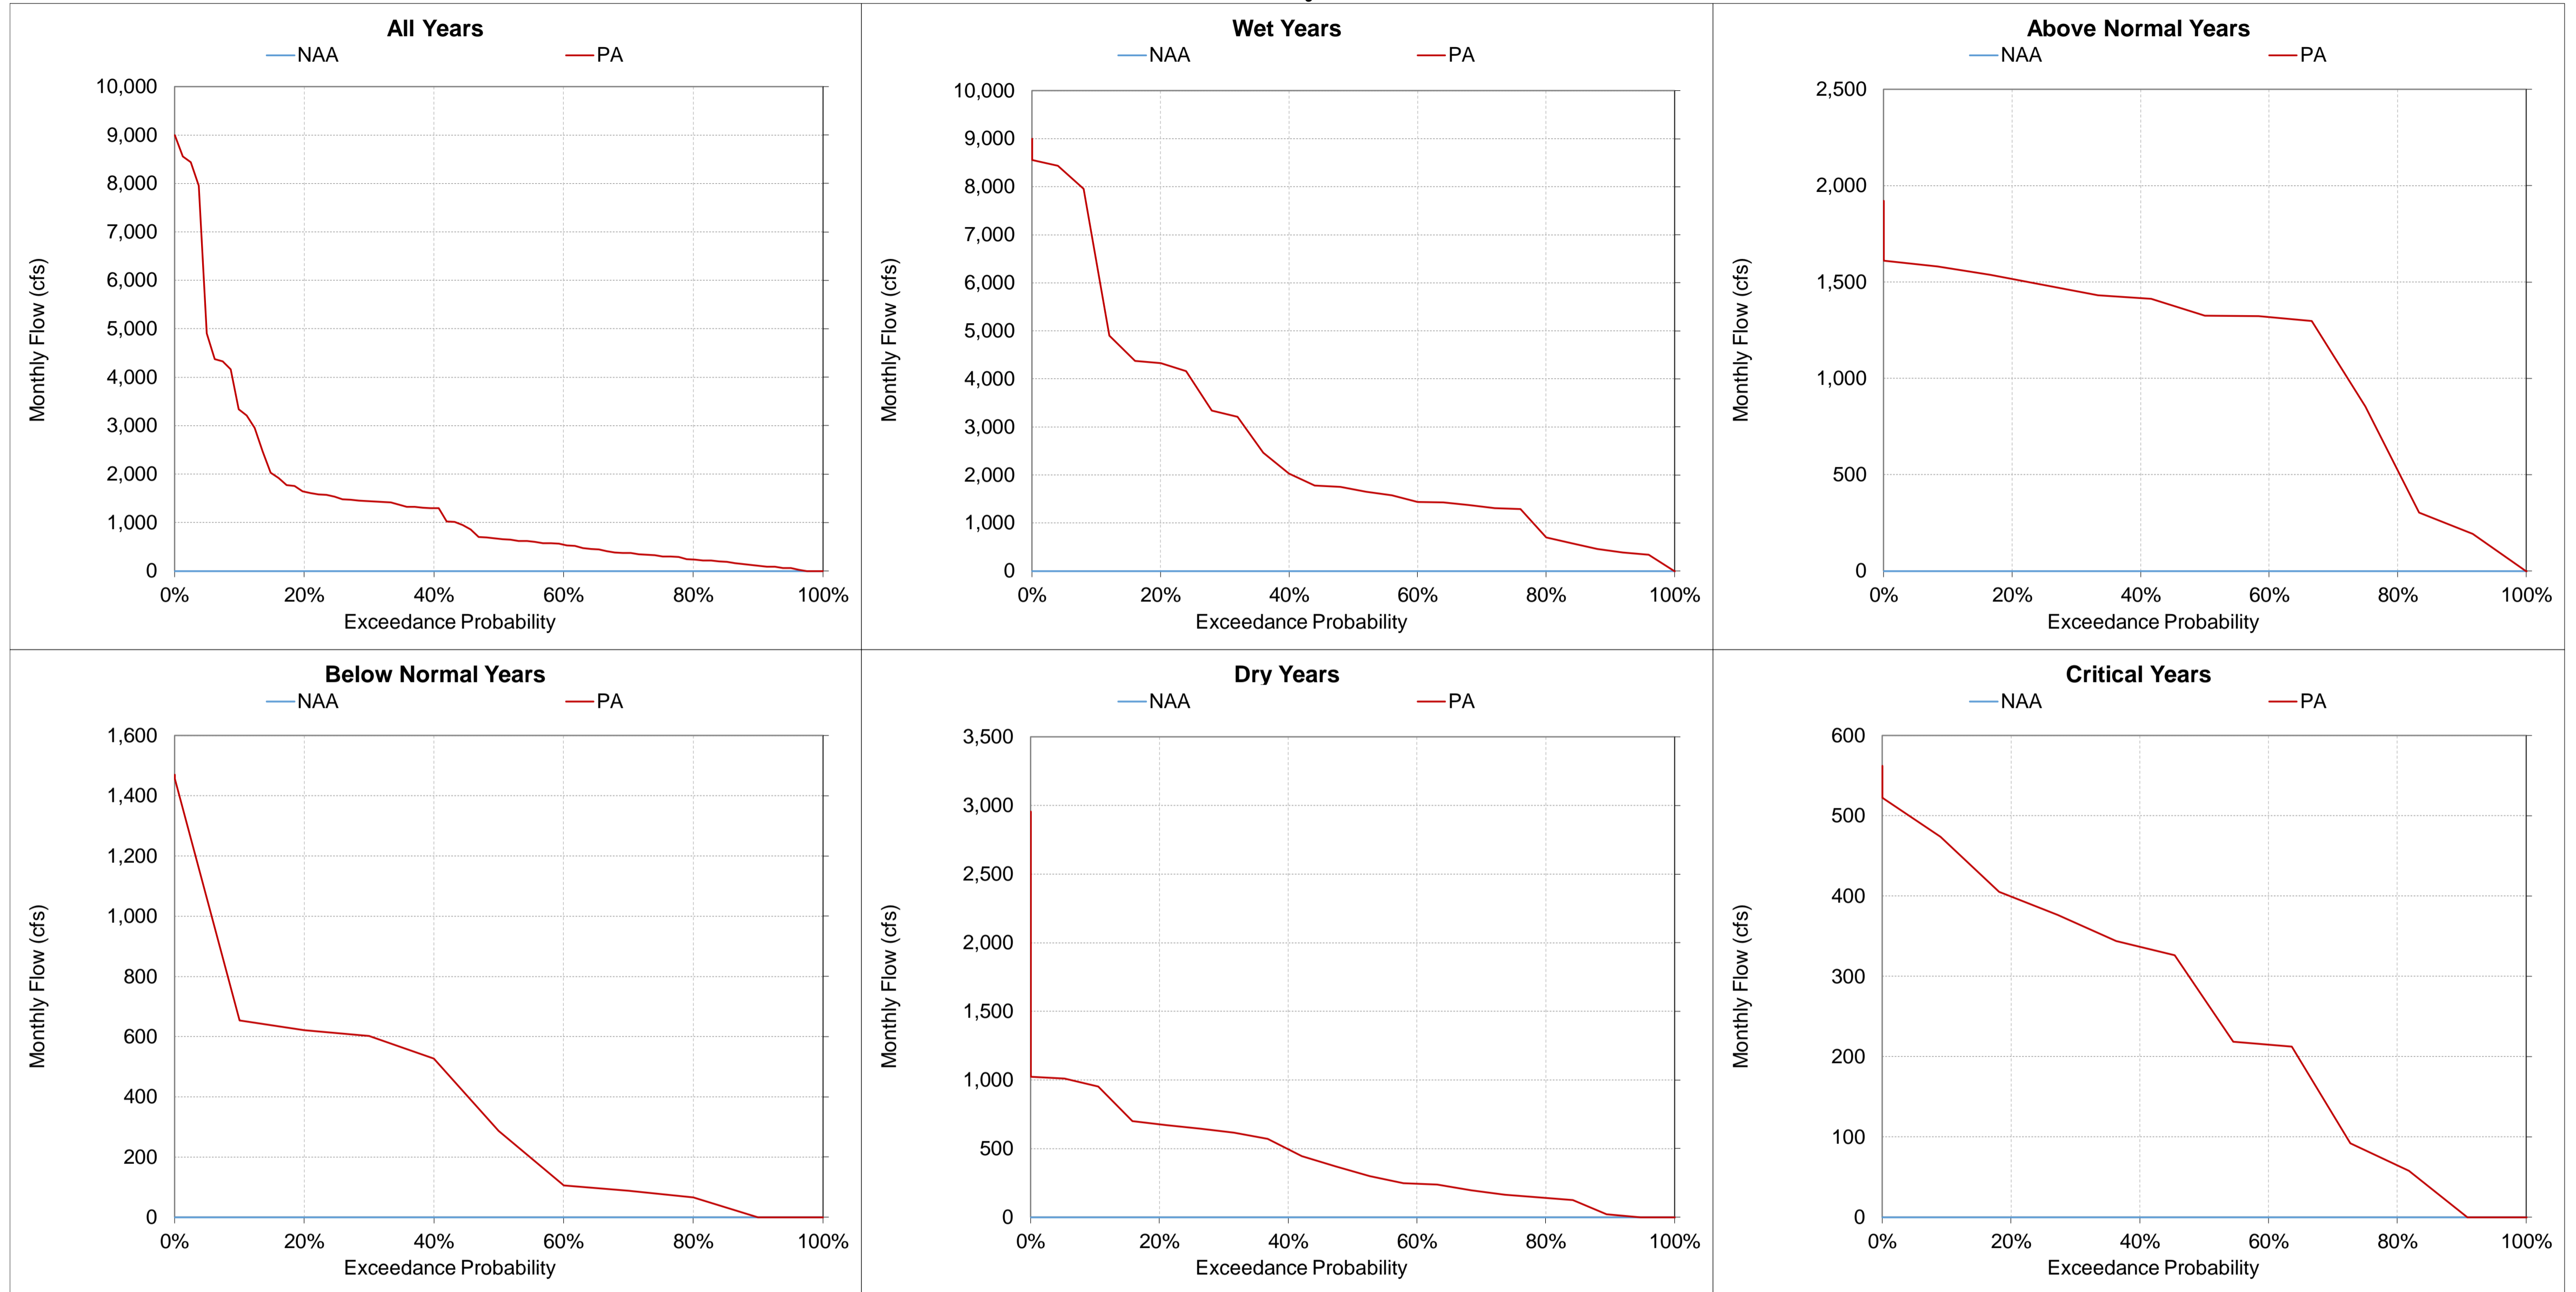 All Years
NAA PA
10,000
9,000
8,000
7,000
6,000
5,000
4,000
3,000
2,000
1,000
0
Monthly Flow (cfs)
0% 20% 40% 60% 80% 100%
Exceedance Probability
Wet Years
NAA PA
10,000
9,000
8,000
7,000
6,000
5,000
4,000
3,000
2,000
1,000
0
Monthly Flow (cfs)
0% 20% 40% 60% 80% 100%
Exceedance Probability
Above Normal Years
NAA PA
2,500
2,000
1,500
1,000
500
0
Monthly Flow (cfs)
0% 20% 40% 60% 80% 100%
Exceedance Probability
Below Normal Years
NAA PA
1,600
1,400
1,200
1,000
800
600
400
200
0
Monthly Flow (cfs)
0% 20% 40% 60% 80% 100%
Exceedance Probability
Dry Years
NAA PA
3,500
3,000
2,500
2,000
1,500
1,000
500
0
Monthly Flow (cfs)
0% 20% 40% 60% 80% 100%
Exceedance Probability
Critical Years
NAA PA
600
500
400
300
200
100
0
Monthly Flow (cfs)
0% 20% 40% 60% 80% 100%
Exceedance Probability